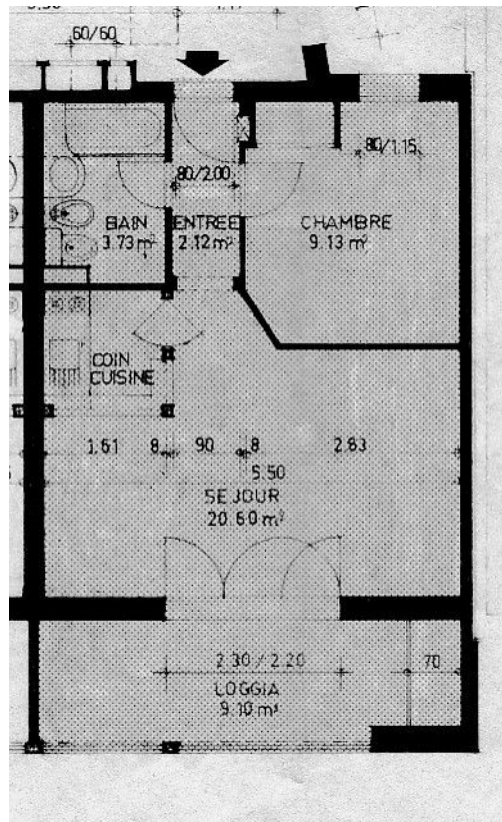 60/60
80/2.00
80/1.15
BAIN
3.73 m²
ENTREE
2.12 m²
CHAMBRE
9.13 m²
COIN
CUISINE
1.61 8 90 8 2.83
5.50
SEJOUR
20.60 m²
2.30 / 2.20
70
LOGGIA
9.10 m²